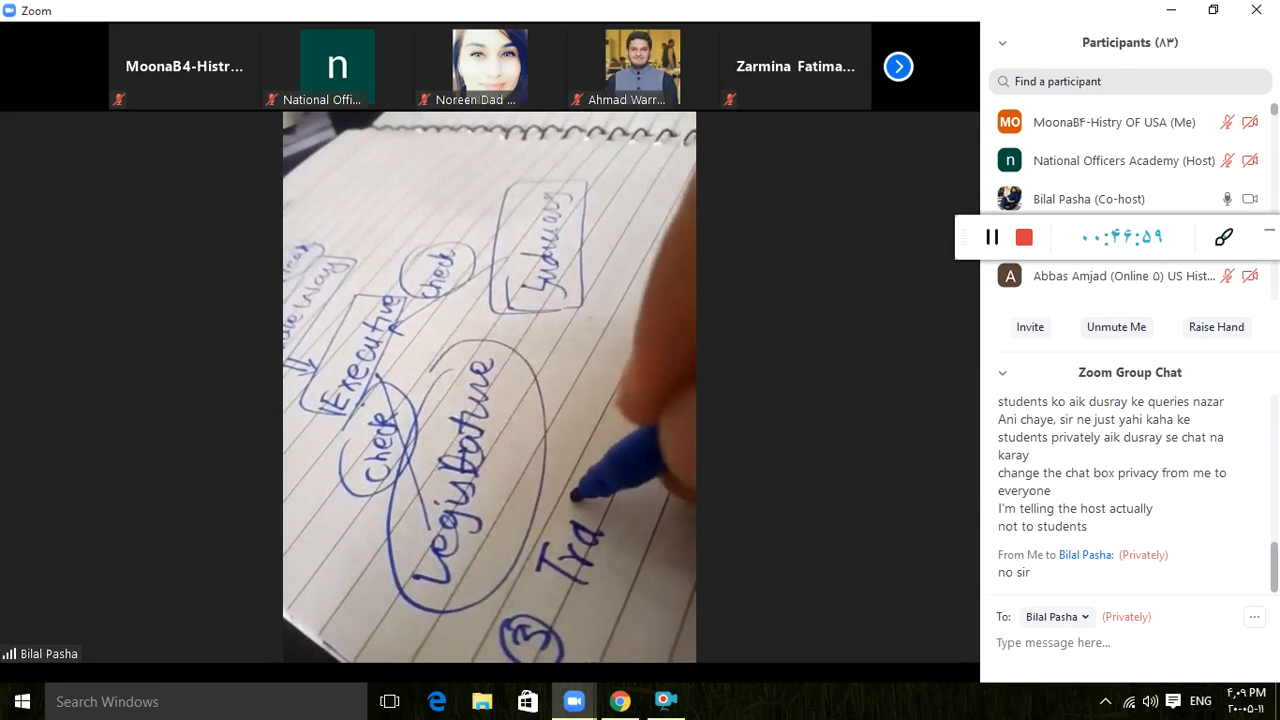 Zoom
MoonaB4-Histr...
n
National Offi...
Noreen Dad ...
Ahmad Warr...
Zarmina Fatima...
Participants (۸۳)
Find a participant
MO MoonaB۴-Histry OF USA (Me)
n National Officers Academy (Host)
Bilal Pasha (Co-host)
۰۰:۴۶:۵۹
A Abbas Amjad (Online ۵) US Hist...
Invite Unmute Me Raise Hand
Zoom Group Chat
students ko aik dusray ke queries nazar
Ani chaye, sir ne just yahi kaha ke
students privately aik dusray se chat na
karay
change the chat box privacy from me to
everyone
I'm telling the host actually
not to students
From Me to Bilal Pasha: (Privately)
no sir
To: Bilal Pasha (Privately)
Type message here...
check
Executive
check
Legislature
③ Tra
Bilal Pasha
Search Windows
ENG
۲:۰۹ PM